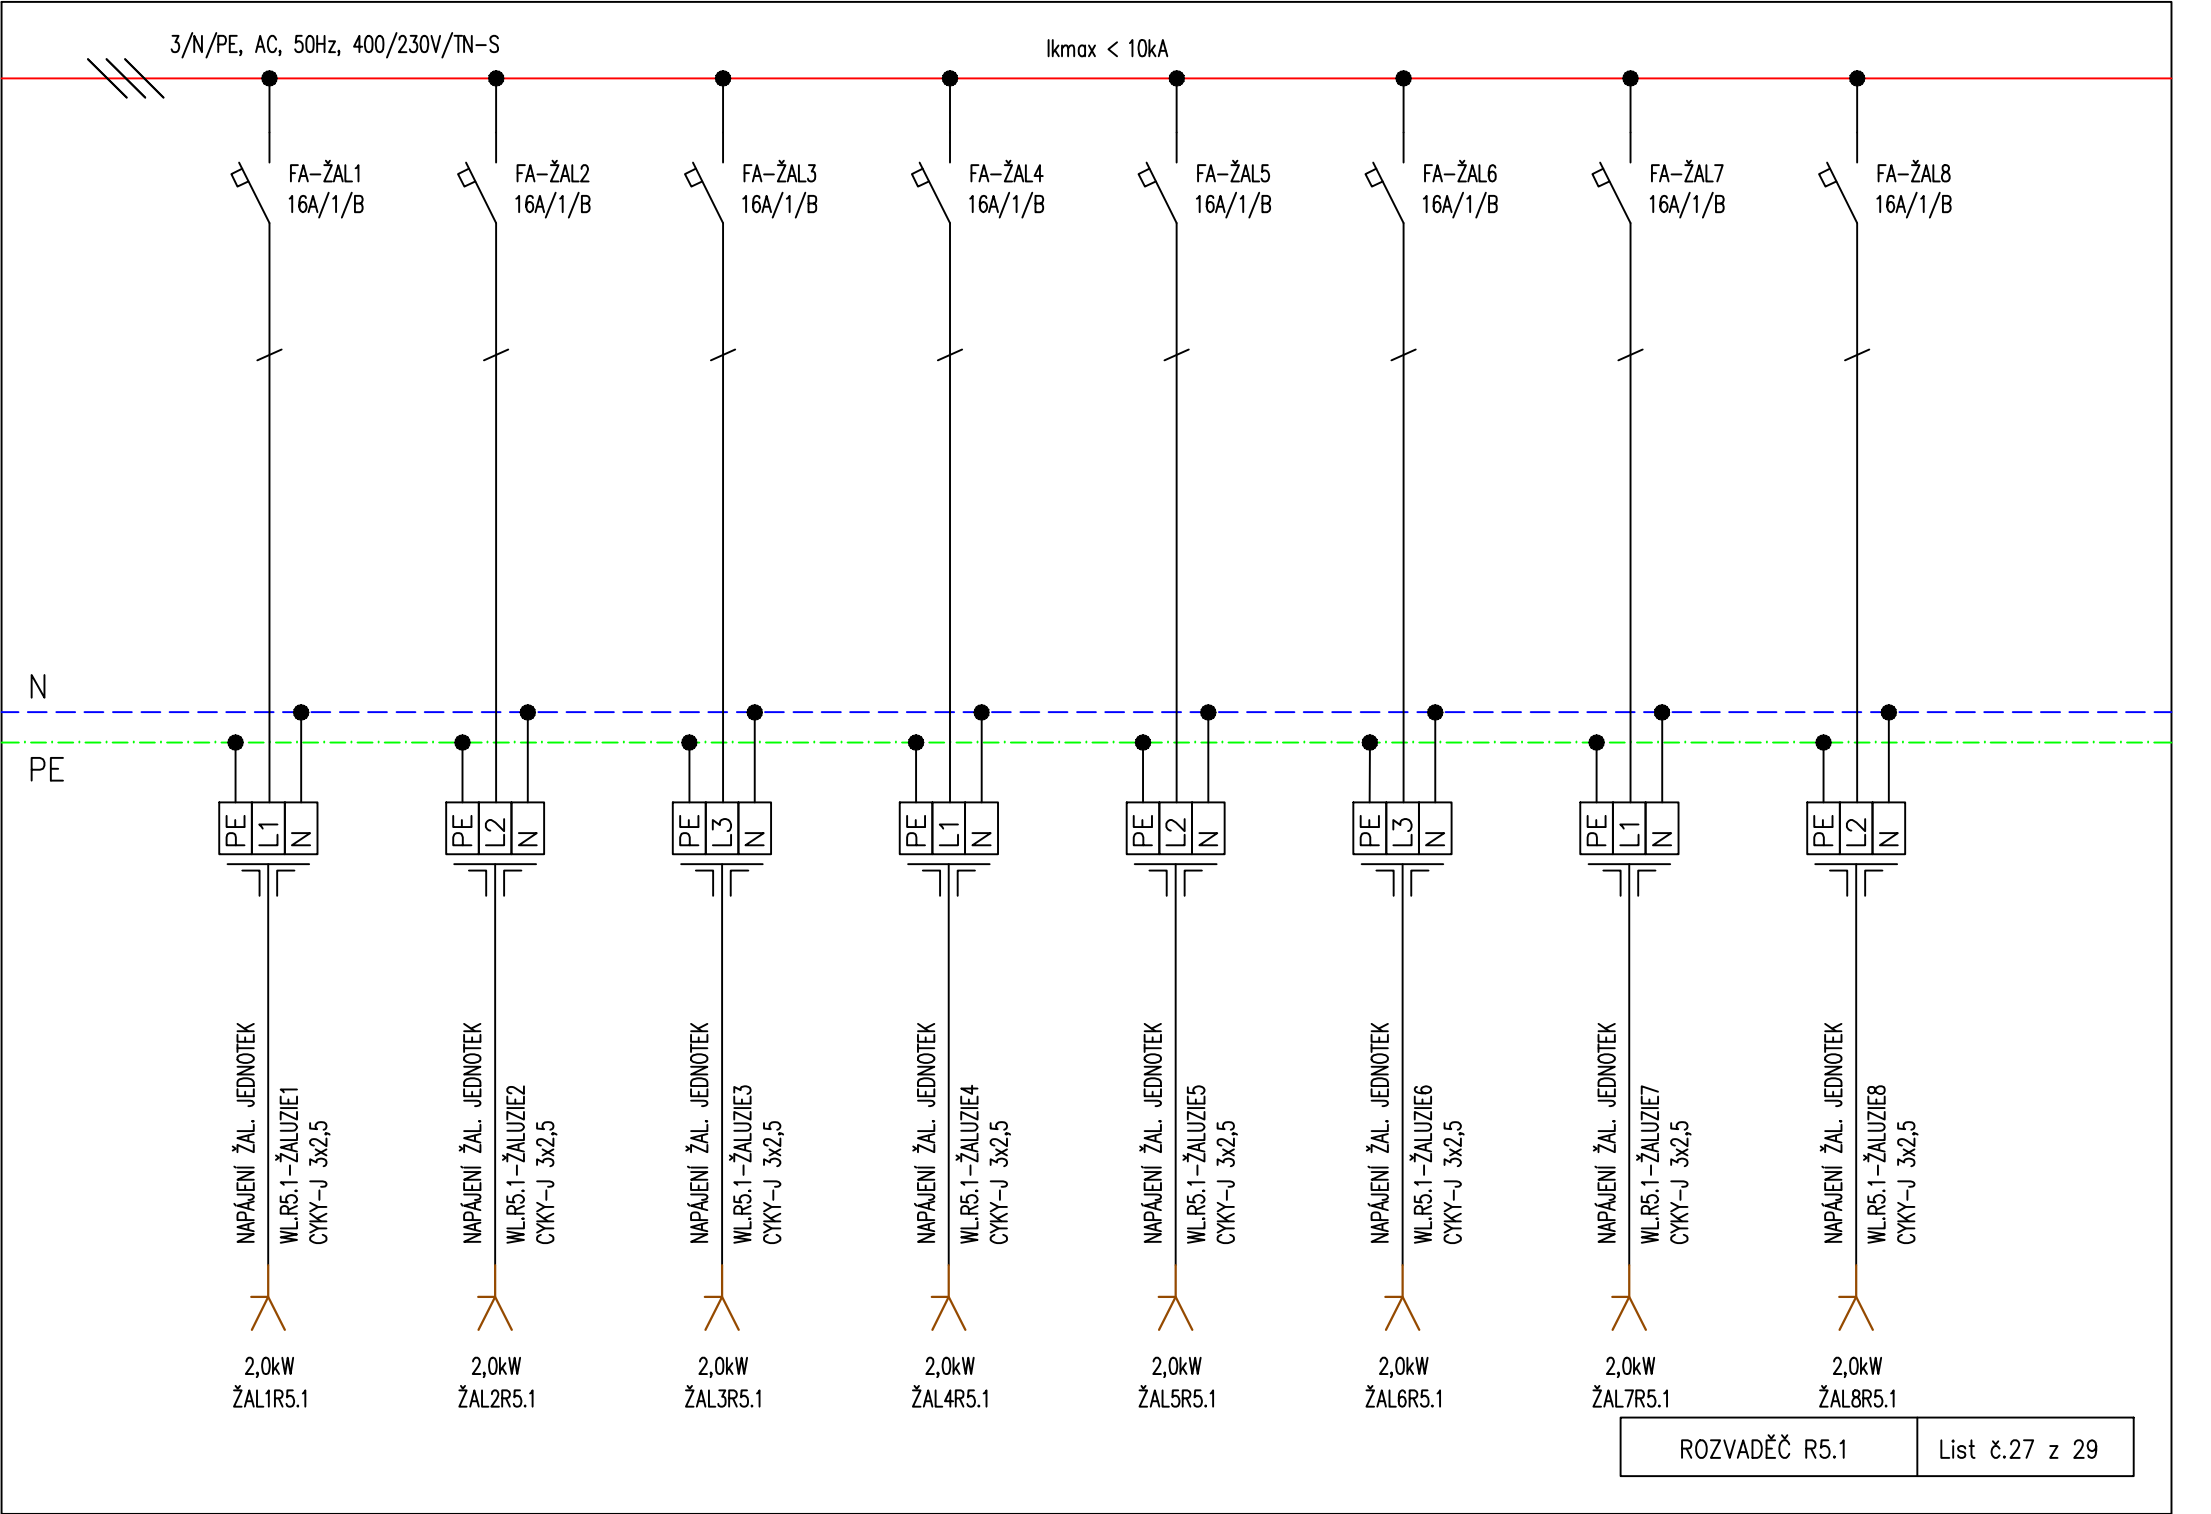 3/N/PE, AC, 50Hz, 400/230V/TN-S
Ikmax < 10kA
FA-ŽAL1
16A/1/B
FA-ŽAL2
16A/1/B
FA-ŽAL3
16A/1/B
FA-ŽAL4
16A/1/B
FA-ŽAL5
16A/1/B
FA-ŽAL6
16A/1/B
FA-ŽAL7
16A/1/B
FA-ŽAL8
16A/1/B
N
PE
PE
L1
N
PE
L2
N
PE
L3
N
PE
L1
N
PE
L2
N
PE
L3
N
PE
L1
N
PE
L2
N
NAPÁJENÍ ŽAL. JEDNOTEK
WL.R5.1-ŽALUZIE1
CYKY-J 3x2,5
NAPÁJENÍ ŽAL. JEDNOTEK
WL.R5.1-ŽALUZIE2
CYKY-J 3x2,5
NAPÁJENÍ ŽAL. JEDNOTEK
WL.R5.1-ŽALUZIE3
CYKY-J 3x2,5
NAPÁJENÍ ŽAL. JEDNOTEK
WL.R5.1-ŽALUZIE4
CYKY-J 3x2,5
NAPÁJENÍ ŽAL. JEDNOTEK
WL.R5.1-ŽALUZIE5
CYKY-J 3x2,5
NAPÁJENÍ ŽAL. JEDNOTEK
WL.R5.1-ŽALUZIE6
CYKY-J 3x2,5
NAPÁJENÍ ŽAL. JEDNOTEK
WL.R5.1-ŽALUZIE7
CYKY-J 3x2,5
NAPÁJENÍ ŽAL. JEDNOTEK
WL.R5.1-ŽALUZIE8
CYKY-J 3x2,5
2,0kW
ŽAL1R5.1
2,0kW
ŽAL2R5.1
2,0kW
ŽAL3R5.1
2,0kW
ŽAL4R5.1
2,0kW
ŽAL5R5.1
2,0kW
ŽAL6R5.1
2,0kW
ŽAL7R5.1
2,0kW
ŽAL8R5.1
ROZVADĚČ R5.1
List č.27 z 29